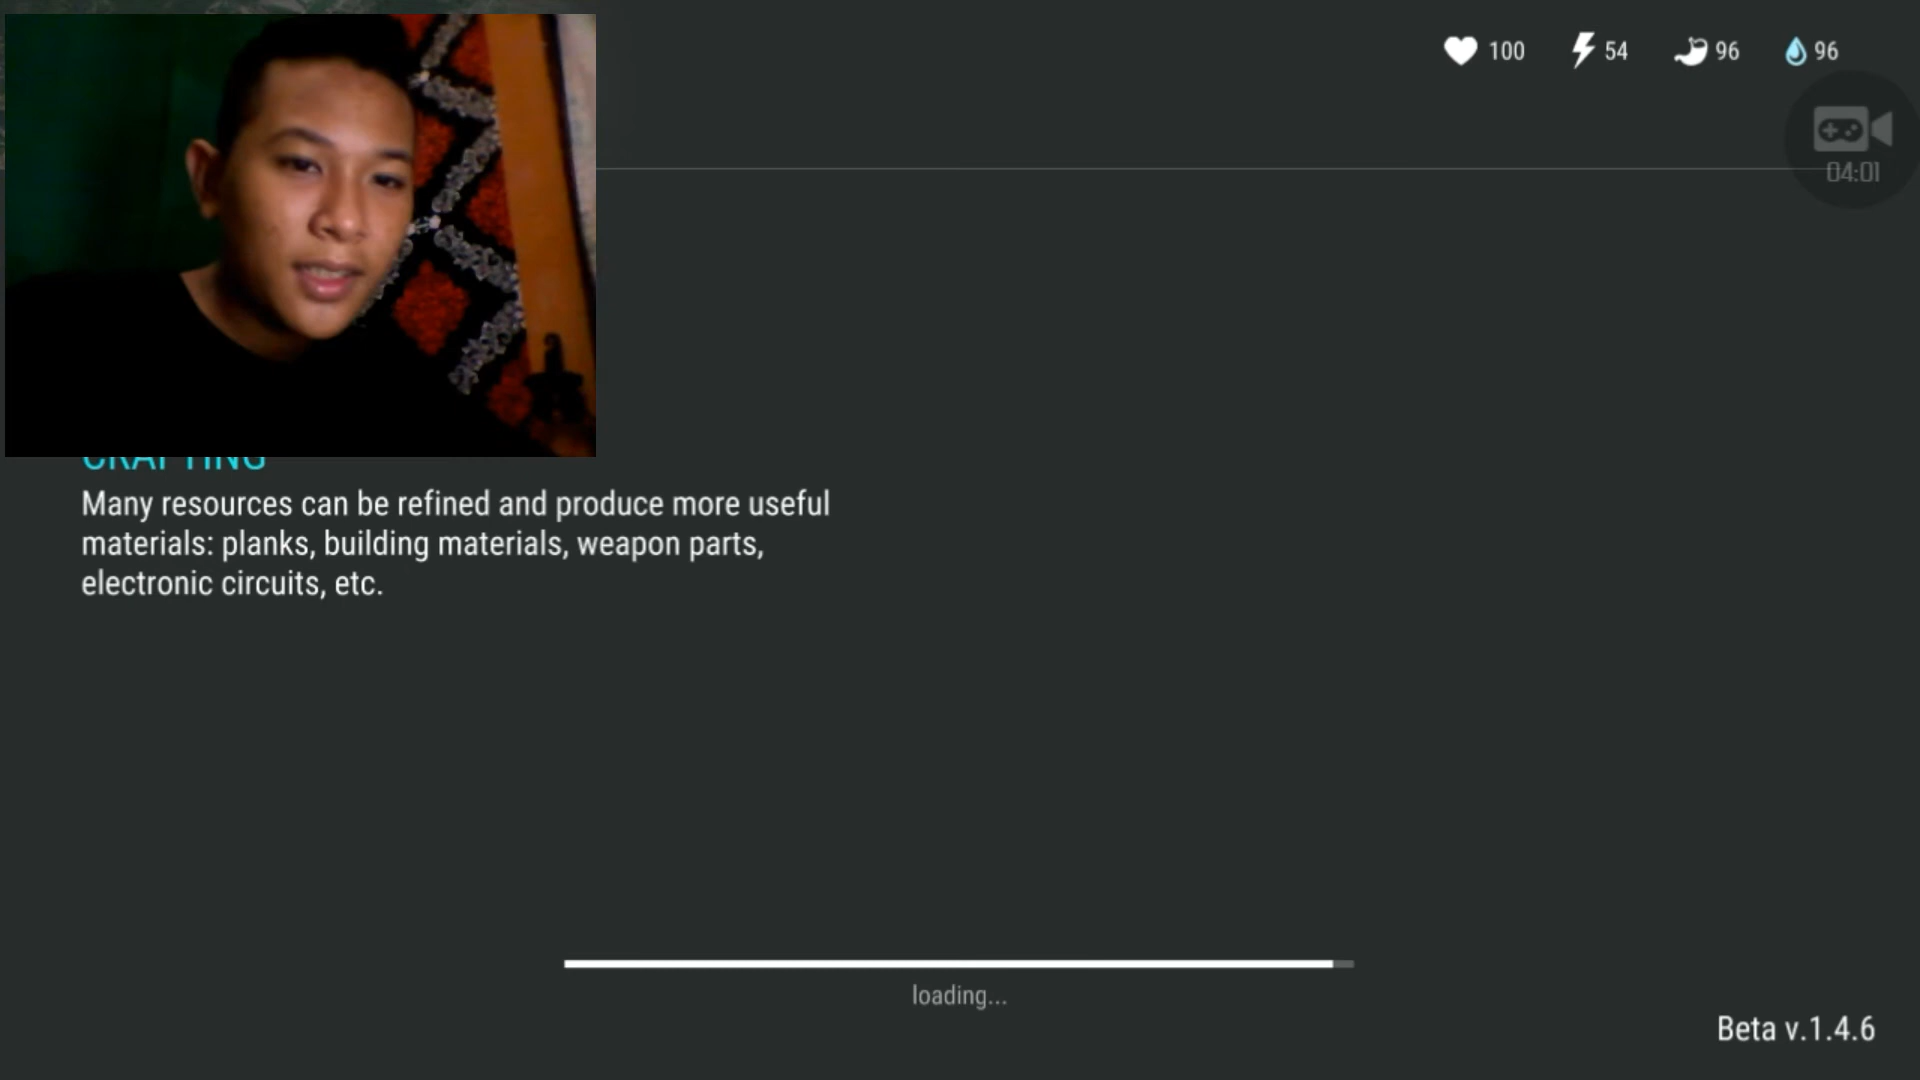 100 54 96 96
04:01
CRAFTING
Many resources can be refined and produce more useful
materials: planks, building materials, weapon parts,
electronic circuits, etc.
loading...
Beta v.1.4.6